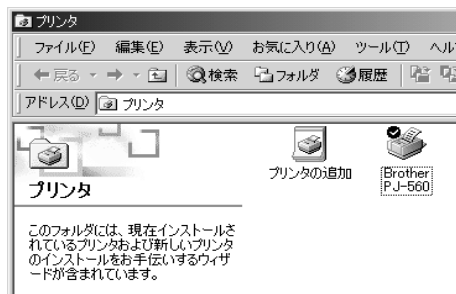 プリンタ
ファイル(F) 編集(E) 表示(V) お気に入り(A) ツール(T) ヘル
戻る 検索 フォルダ 履歴
アドレス(D) プリンタ
プリンタ
プリンタの追加
Brother
PJ-560
このフォルダには、現在インストールさ
れているプリンタおよび新しいプリンタ
のインストールをお手伝いするウィザ
ードが含まれています。